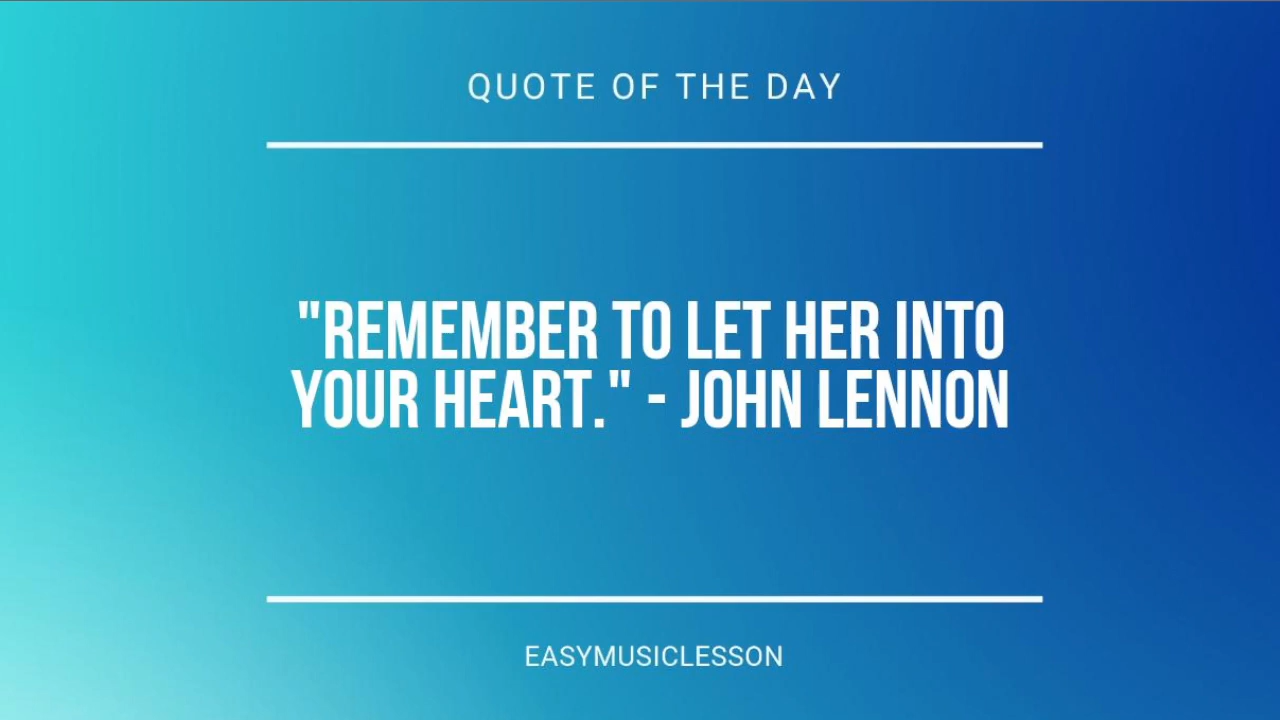 QUOTE OF THE DAY
"REMEMBER TO LET HER INTO
YOUR HEART." - JOHN LENNON
EASYMUSICLESSON